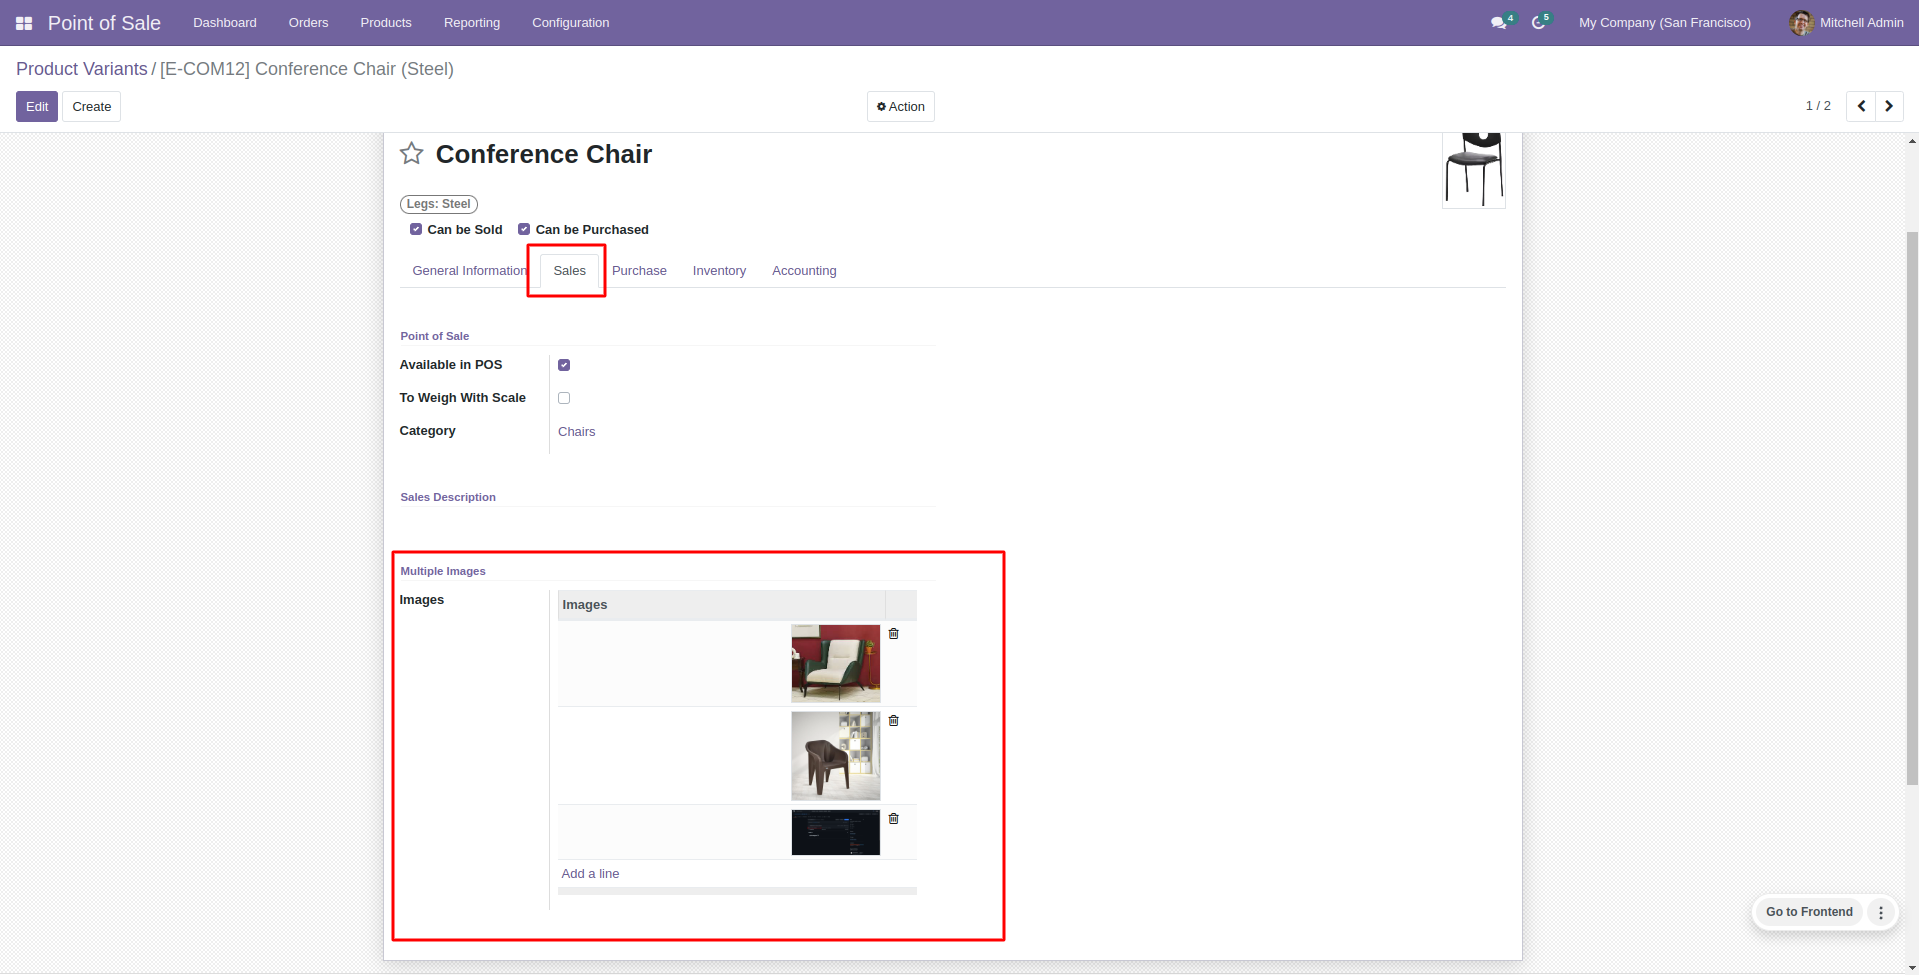 Point of Sale Dashboard Orders Products Reporting Configuration 4 5 My Company (San Francisco) Mitchell Admin
Product Variants / [E-COM12] Conference Chair (Steel)
Edit Create Action 1 / 2
Conference Chair
Legs: Steel
Can be Sold Can be Purchased
General Information Sales Purchase Inventory Accounting
Point of Sale
Available in POS
To Weigh With Scale
Category Chairs
Sales Description
Multiple Images
Images Images
Add a line
Go to Frontend